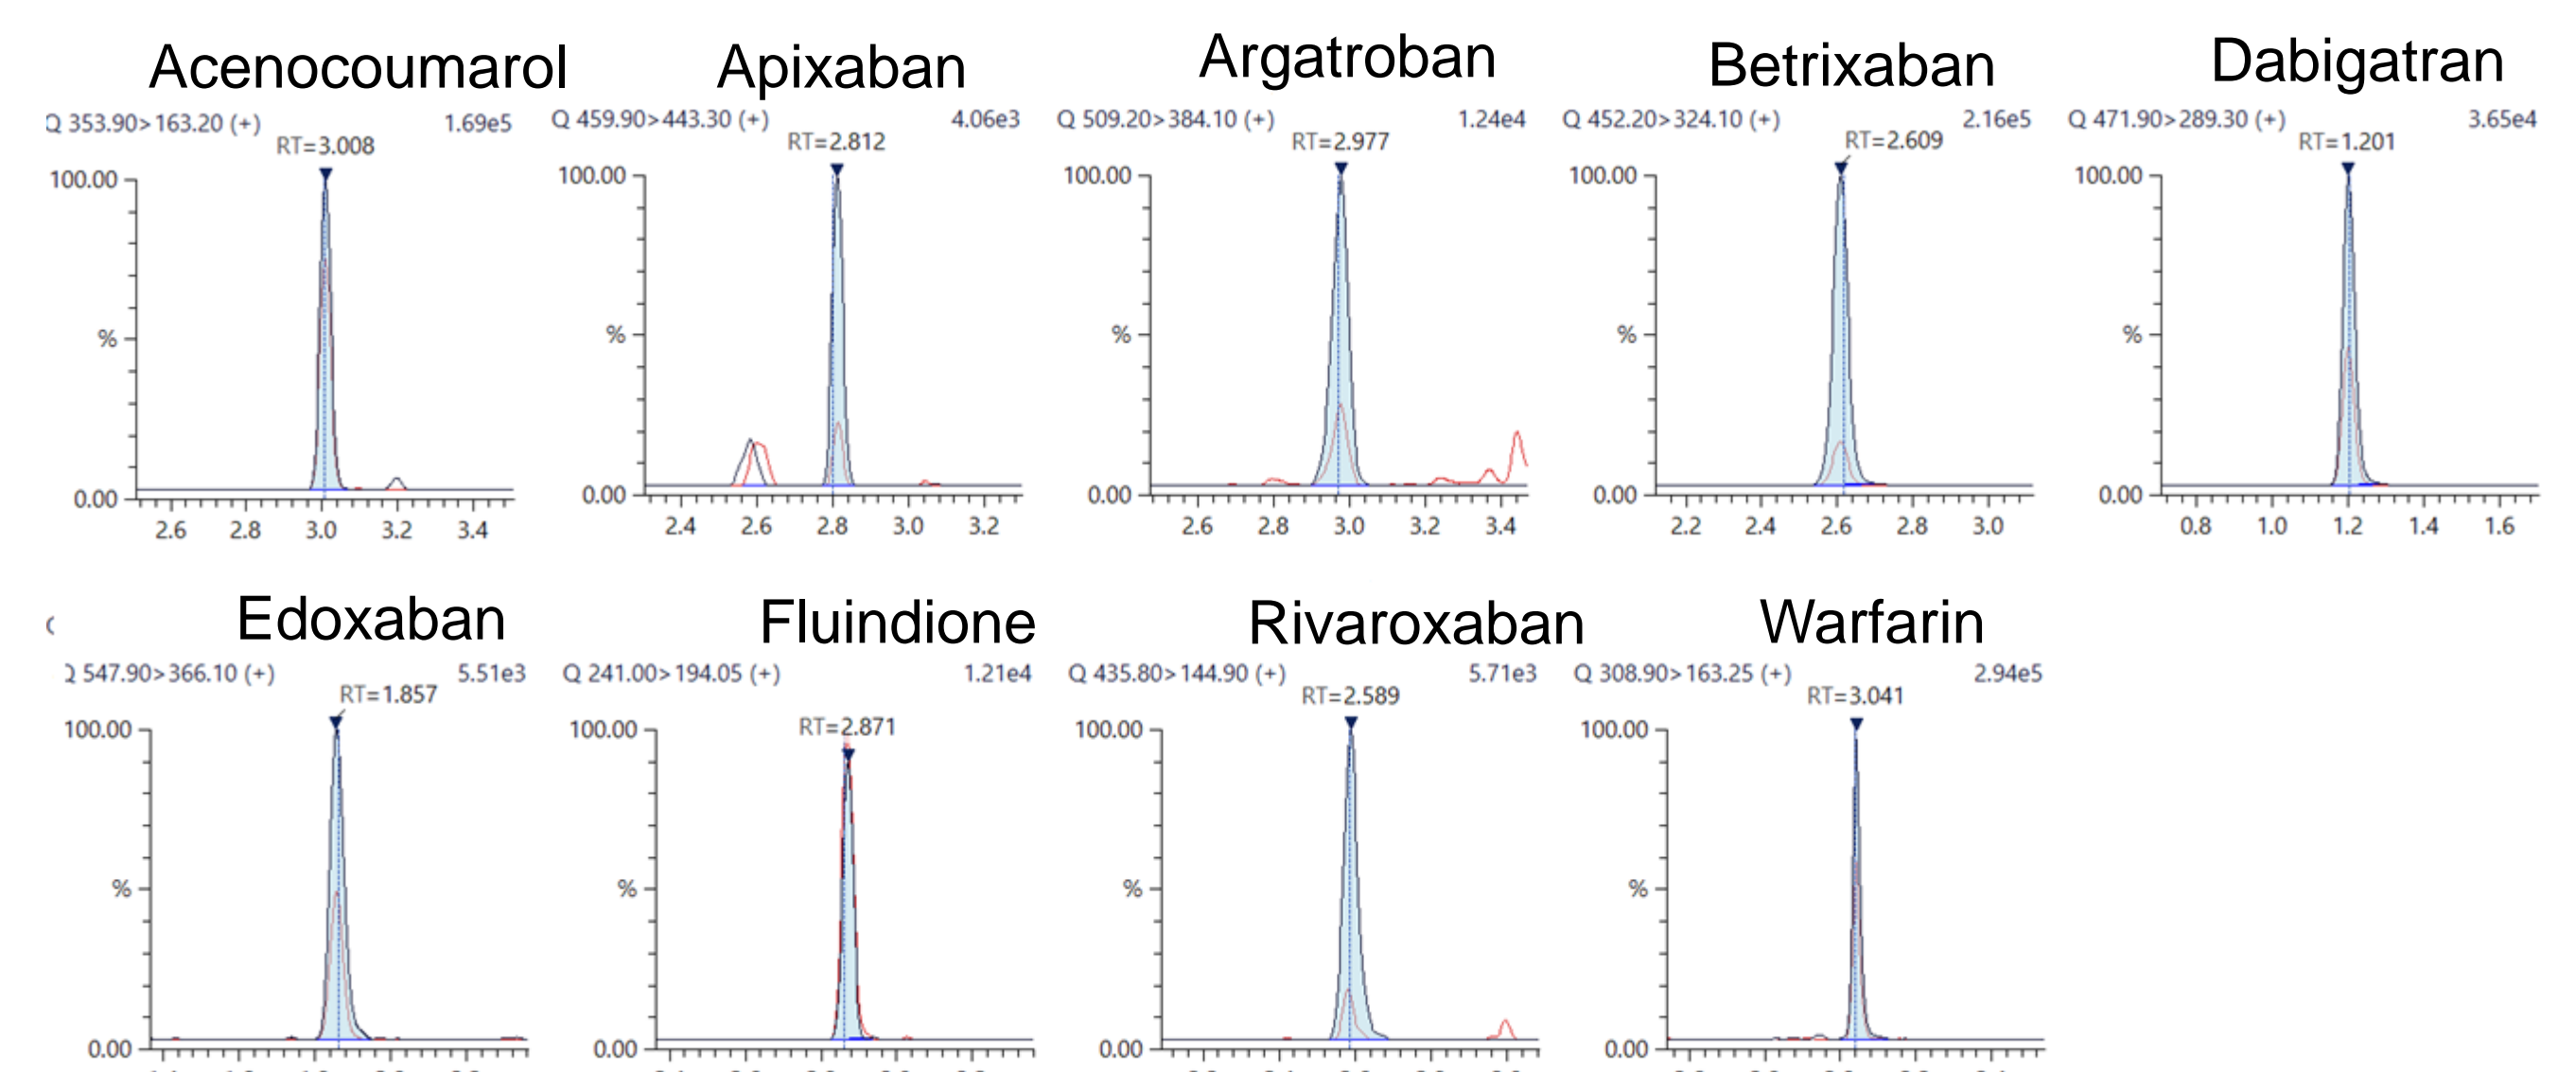 Acenocoumarol Apixaban Argatroban Betrixaban Dabigatran
Q 353.90>163.20 (+) 1.69e5 Q 459.90>443.30 (+) 4.06e3 Q 509.20>384.10 (+) 1.24e4 Q 452.20>324.10 (+) 2.16e5 Q 471.90>289.30 (+) 3.65e4
RT=3.008 RT=2.812 RT=2.977 RT=2.609 RT=1.201
100.00 100.00 100.00 100.00 100.00
% % % % %
0.00 0.00 0.00 0.00 0.00
2.6 2.8 3.0 3.2 3.4 2.4 2.6 2.8 3.0 3.2 2.6 2.8 3.0 3.2 3.4 2.2 2.4 2.6 2.8 3.0 0.8 1.0 1.2 1.4 1.6
Edoxaban Fluindione Rivaroxaban Warfarin
Q 547.90>366.10 (+) 5.51e3 Q 241.00>194.05 (+) 1.21e4 Q 435.80>144.90 (+) 5.71e3 Q 308.90>163.25 (+) 2.94e5
RT=1.857 RT=2.871 RT=2.589 RT=3.041
100.00 100.00 100.00 100.00
% % % %
0.00 0.00 0.00 0.00